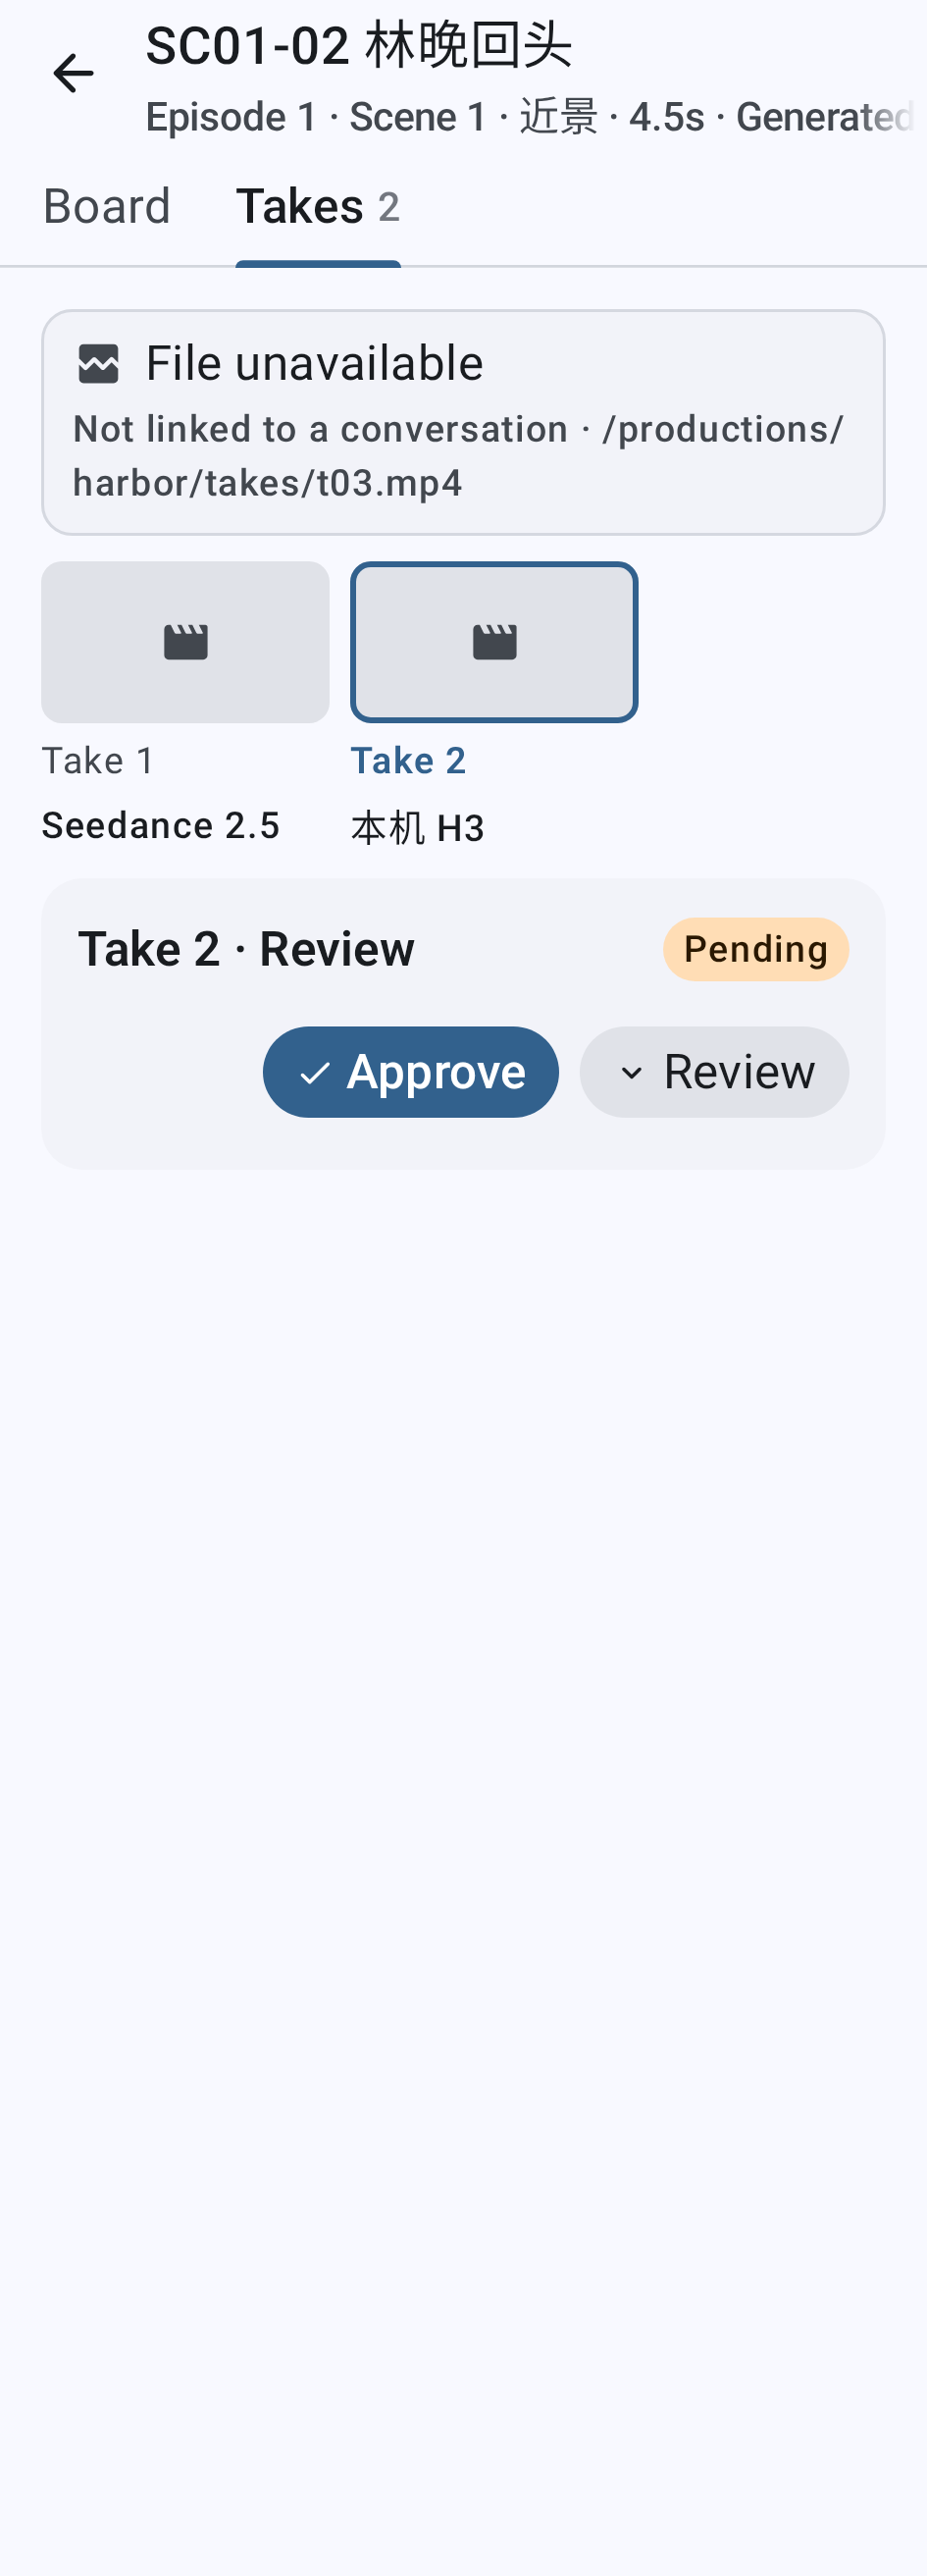 SC01-02 林晚回头
Episode 1 · Scene 1 · 近景 · 4.5s · Generated
Board
Takes 2
File unavailable
Not linked to a conversation · /productions/
harbor/takes/t03.mp4
Take 1
Take 2
Seedance 2.5
本机 H3
Take 2 · Review
Pending
Approve
Review